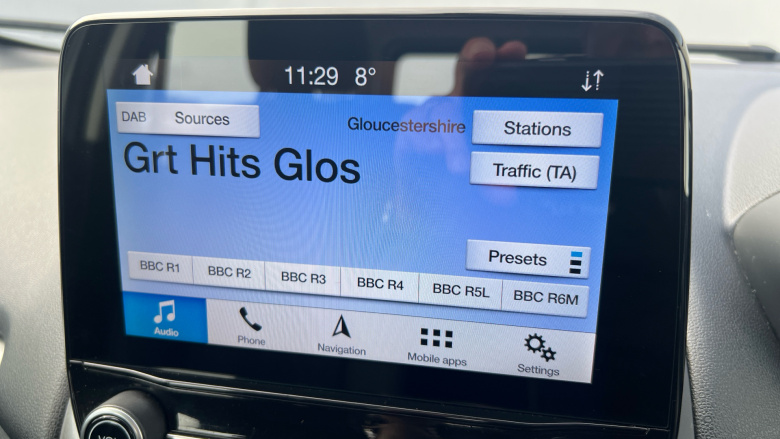 11:29 8°
DAB Sources
Gloucestershire
Stations
Grt Hits Glos
Traffic (TA)
Presets
BBC R1 BBC R2 BBC R3 BBC R4 BBC R5L BBC R6M
Audio Phone Navigation Mobile apps Settings